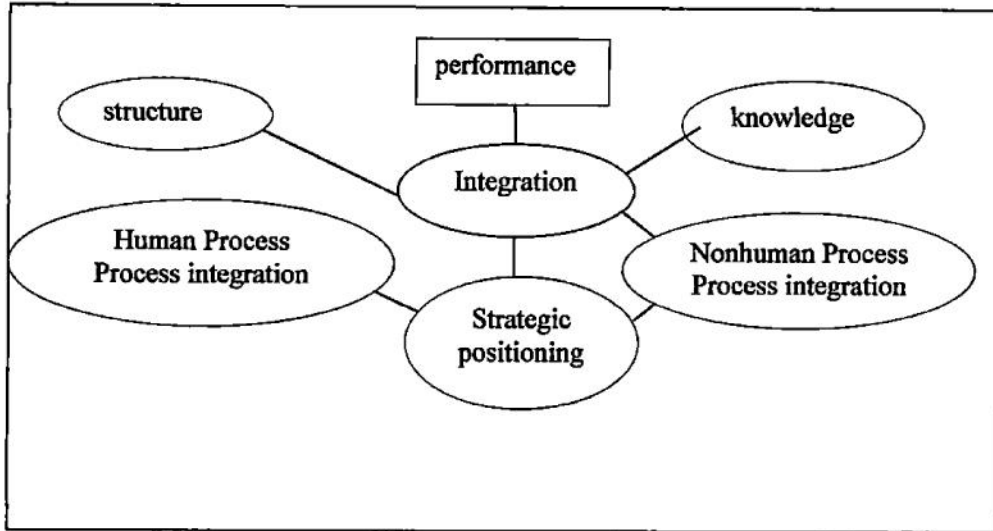 performance
structure
knowledge
Integration
Human Process
Process integration
Nonhuman Process
Process integration
Strategic
positioning